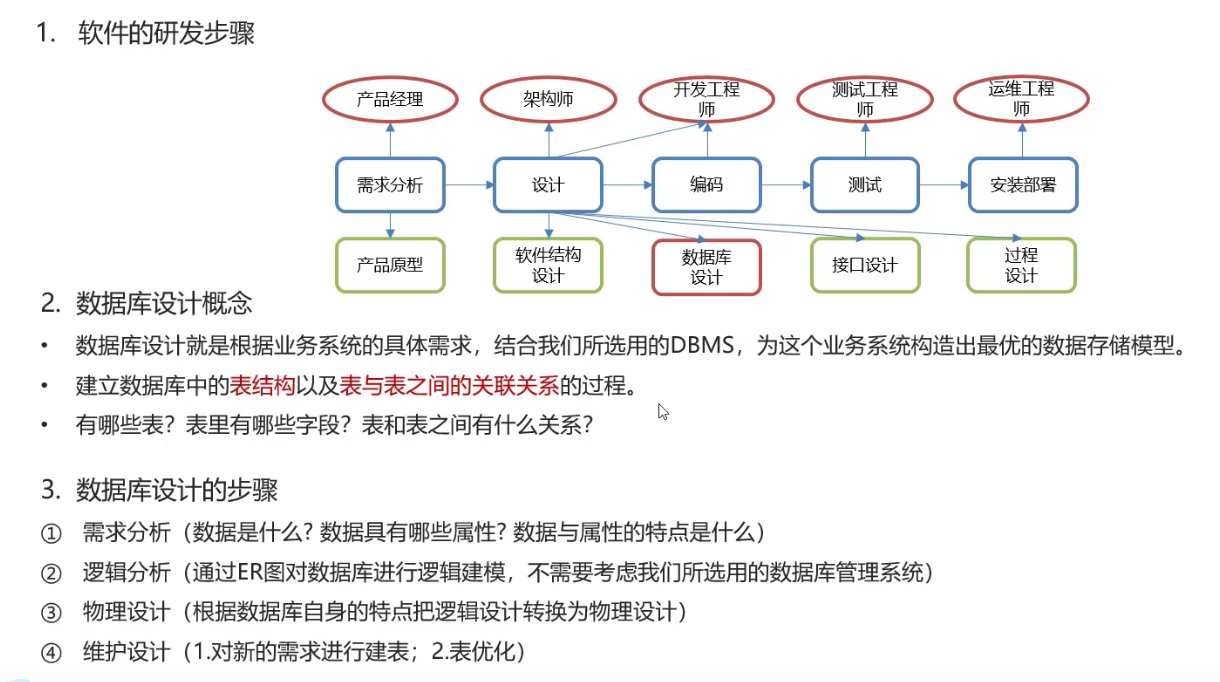 1. 软件的研发步骤
产品经理
架构师
开发工程
师
测试工程
师
运维工程
师
需求分析
设计
编码
测试
安装部署
产品原型
软件结构
设计
数据库
设计
接口设计
过程
设计
2. 数据库设计概念
• 数据库设计就是根据业务系统的具体需求，结合我们所选用的DBMS，为这个业务系统构造出最优的数据存储模型。
• 建立数据库中的表结构以及表与表之间的关联关系的过程。
• 有哪些表？表里有哪些字段？表和表之间有什么关系？
3. 数据库设计的步骤
① 需求分析（数据是什么? 数据具有哪些属性? 数据与属性的特点是什么）
② 逻辑分析（通过ER图对数据库进行逻辑建模，不需要考虑我们所选用的数据库管理系统）
③ 物理设计（根据数据库自身的特点把逻辑设计转换为物理设计）
④ 维护设计（1.对新的需求进行建表；2.表优化）